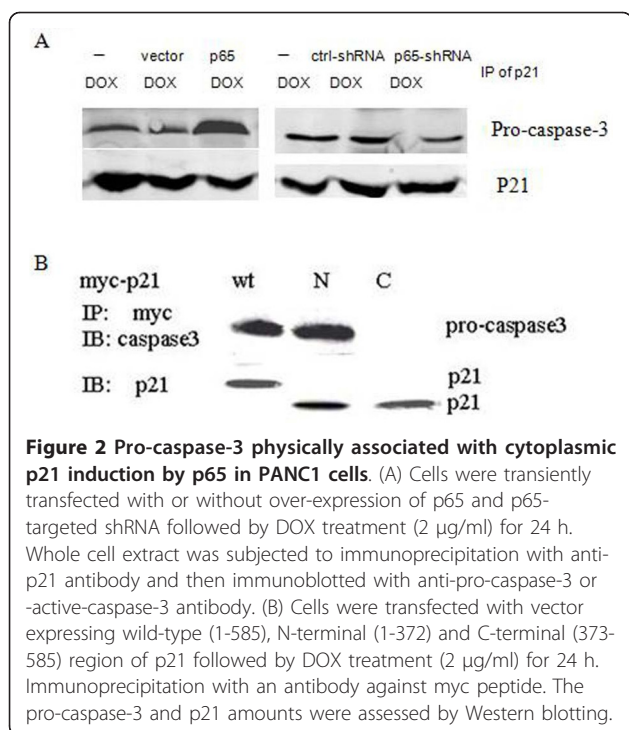 A
– vector p65 – ctrl-shRNA p65-shRNA IP of p21
DOX DOX DOX DOX DOX DOX
Pro-caspase-3
P21
B
myc-p21 wt N C
IP: myc
IB: caspase3 pro-caspase3
IB: p21 p21
p21
Figure 2 Pro-caspase-3 physically associated with cytoplasmic
p21 induction by p65 in PANC1 cells. (A) Cells were transiently
transfected with or without over-expression of p65 and p65-
targeted shRNA followed by DOX treatment (2 μg/ml) for 24 h.
Whole cell extract was subjected to immunoprecipitation with anti-
p21 antibody and then immunoblotted with anti-pro-caspase-3 or
-active-caspase-3 antibody. (B) Cells were transfected with vector
expressing wild-type (1-585), N-terminal (1-372) and C-terminal (373-
585) region of p21 followed by DOX treatment (2 μg/ml) for 24 h.
Immunoprecipitation with an antibody against myc peptide. The
pro-caspase-3 and p21 amounts were assessed by Western blotting.